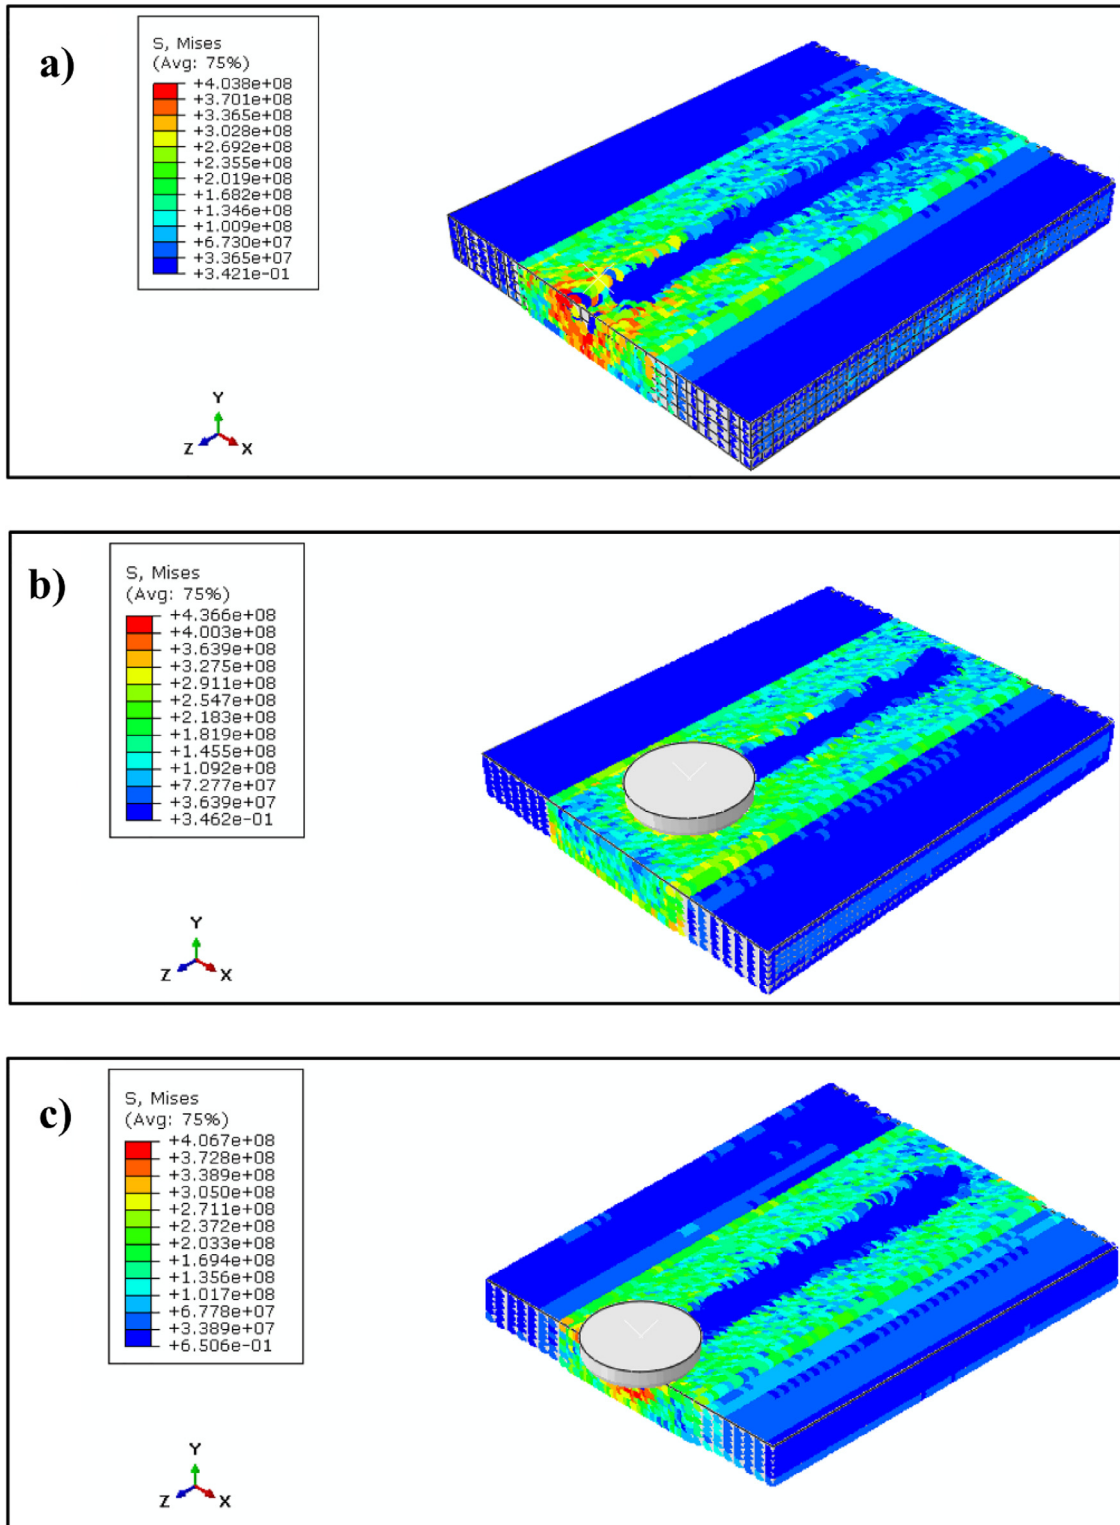 a)
S, Mises
(Avg: 75%)
+4.038e+08
+3.701e+08
+3.365e+08
+3.028e+08
+2.692e+08
+2.355e+08
+2.019e+08
+1.682e+08
+1.346e+08
+1.009e+08
+6.730e+07
+3.365e+07
+3.421e-01
Y
Z X
b)
S, Mises
(Avg: 75%)
+4.366e+08
+4.003e+08
+3.639e+08
+3.275e+08
+2.911e+08
+2.547e+08
+2.183e+08
+1.819e+08
+1.455e+08
+1.092e+08
+7.277e+07
+3.639e+07
+3.462e-01
Y
Z X
c)
S, Mises
(Avg: 75%)
+4.067e+08
+3.728e+08
+3.389e+08
+3.050e+08
+2.711e+08
+2.372e+08
+2.033e+08
+1.694e+08
+1.356e+08
+1.017e+08
+6.778e+07
+3.389e+07
+6.506e-01
Y
Z X